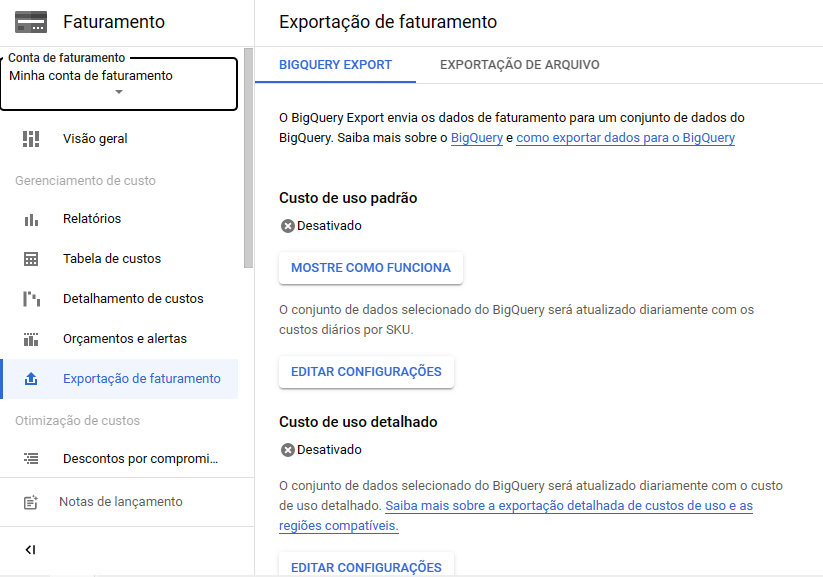 Faturamento
Conta de faturamento
Minha conta de faturamento
Visão geral
Gerenciamento de custo
Relatórios
Tabela de custos
Detalhamento de custos
Orçamentos e alertas
Exportação de faturamento
Otimização de custos
Descontos por compromi...
Notas de lançamento
Exportação de faturamento
BIGQUERY EXPORT
EXPORTAÇÃO DE ARQUIVO
O BigQuery Export envia os dados de faturamento para um conjunto de dados do
BigQuery. Saiba mais sobre o BigQuery e como exportar dados para o BigQuery
Custo de uso padrão
Desativado
MOSTRE COMO FUNCIONA
O conjunto de dados selecionado do BigQuery será atualizado diariamente com os
custos diários por SKU.
EDITAR CONFIGURAÇÕES
Custo de uso detalhado
Desativado
O conjunto de dados selecionado do BigQuery será atualizado diariamente com o custo
de uso detalhado. Saiba mais sobre a exportação detalhada de custos de uso e as
regiões compatíveis.
EDITAR CONFIGURAÇÕES